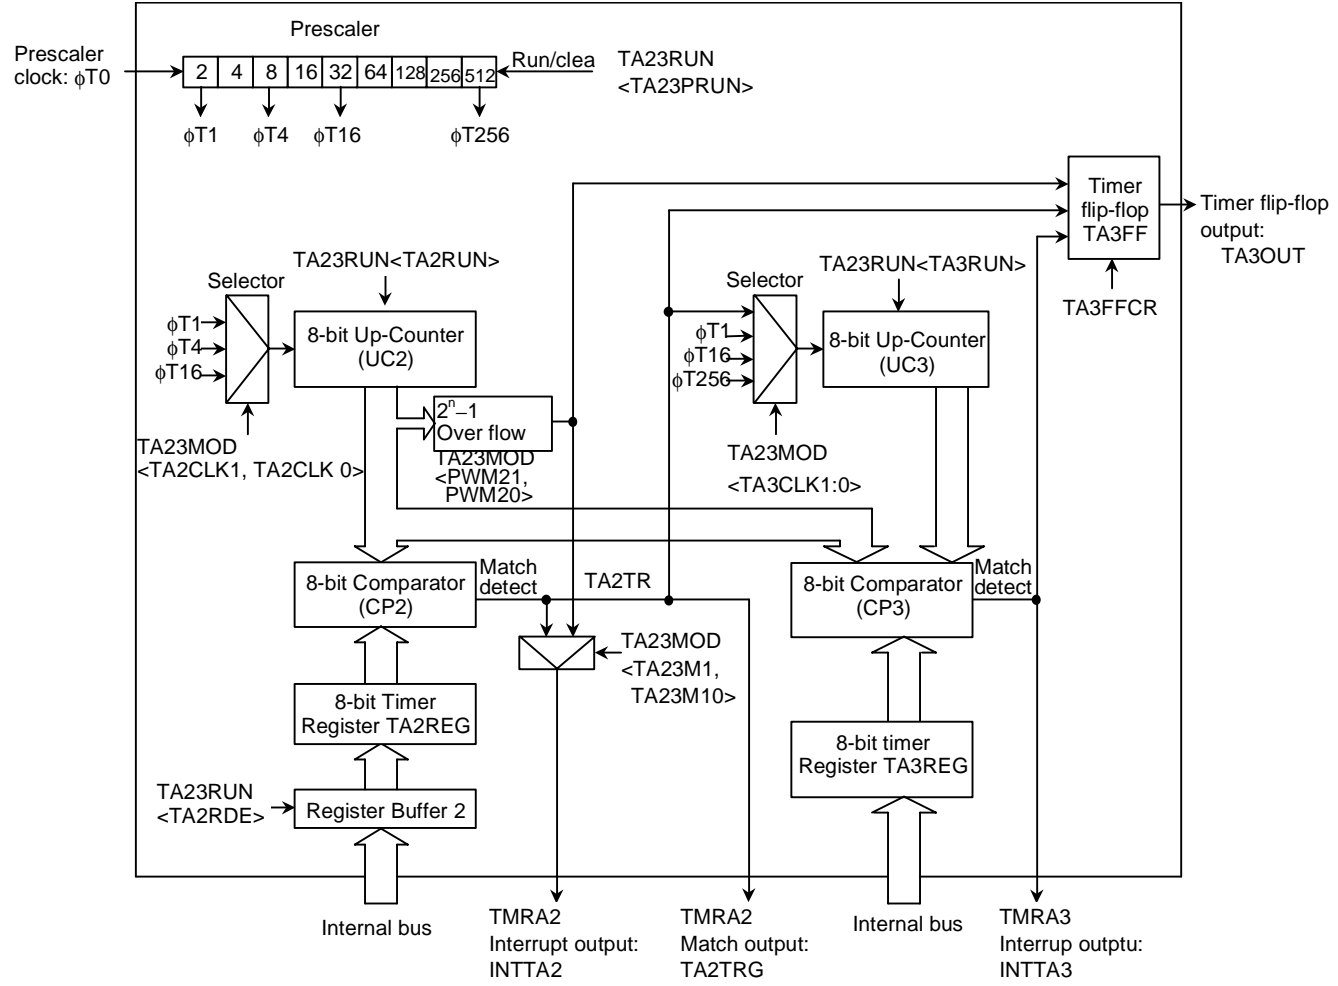 Prescaler
Prescaler
clock: ϕT0
2 4 8 16 32 64 128 256 512
Run/clea
TA23RUN
<TA23PRUN>
ϕT1
ϕT4
ϕT16
ϕT256
Timer
flip-flop
TA3FF
Timer flip-flop
output:
TA3OUT
TA3FFCR
TA23RUN<TA2RUN>
Selector
ϕT1
ϕT4
ϕT16
8-bit Up-Counter
(UC2)
TA23MOD
<TA2CLK1, TA2CLK 0>
2ⁿ−1
Over flow
TA23MOD
<PWM21,
PWM20>
TA23RUN<TA3RUN>
Selector
ϕT1
ϕT16
ϕT256
8-bit Up-Counter
(UC3)
TA23MOD
<TA3CLK1:0>
8-bit Comparator
(CP2)
Match
detect
TA2TR
8-bit Comparator
(CP3)
Match
detect
TA23MOD
<TA23M1,
TA23M10>
8-bit Timer
Register TA2REG
8-bit timer
Register TA3REG
TA23RUN
<TA2RDE>
Register Buffer 2
Internal bus
TMRA2
Interrupt output:
INTTA2
TMRA2
Match output:
TA2TRG
Internal bus
TMRA3
Interrup outptu:
INTTA3